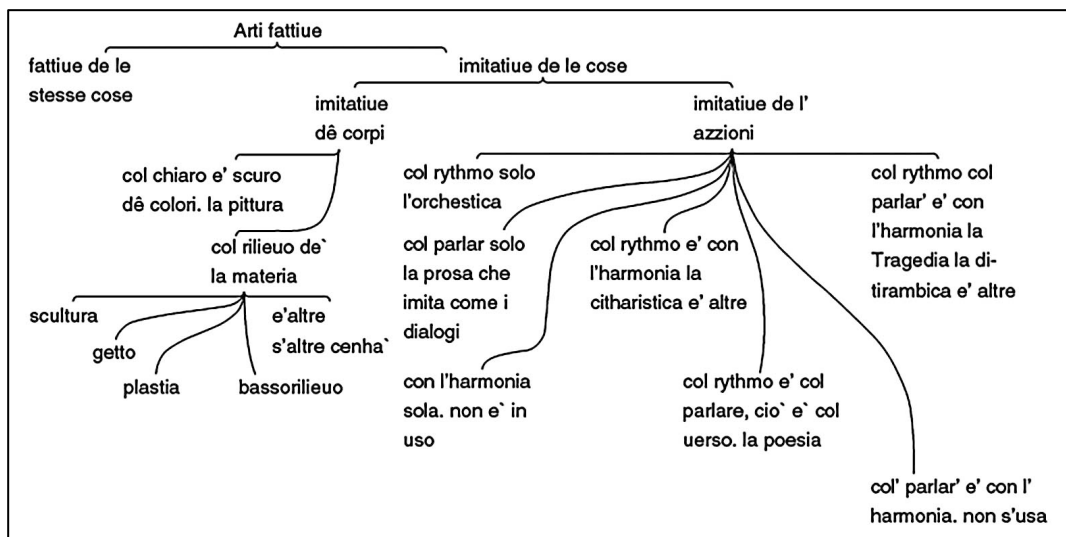 Arti fattiue
fattiue de le
stesse cose
imitatiue de le cose
imitatiue
dê corpi
imitatiue de l'
azzioni
col chiaro e' scuro
dê colori. la pittura
col rilieuo de`
la materia
scultura
getto
plastia
bassorilieuo
e'altre
s'altre cenha`
col rythmo solo
l'orchestica
col parlar solo
la prosa che
imita come i
dialogi
con l'harmonia
sola. non e` in
uso
col rythmo e' con
l'harmonia la
citharistica e' altre
col rythmo e' col
parlare, cio` e` col
uerso. la poesia
col' parlar' e' con l'
harmonia. non s'usa
col rythmo col
parlar' e' con
l'harmonia la
Tragedia la di-
tirambica e' altre